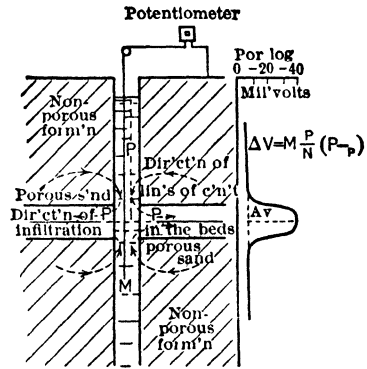 Potentiometer
Por log
0 -20 -40
Mil'volts
Non-
porous
form'n
P
ΔV=M P/N (P-p)
Dir'ct'n of
lin's of c'n't
Porous s'nd
Dir'ct'n of
infiltration
P
P
in the beds
porous
sand
Δv
M
Non-
porous
form'n